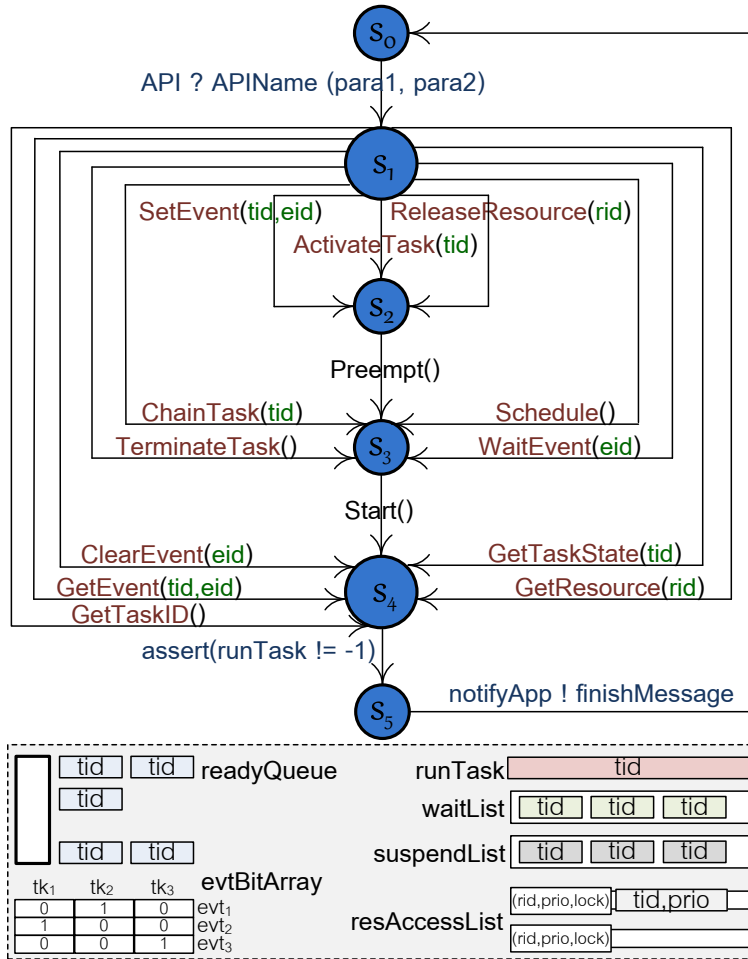 S0
API ? APIName (para1, para2)
S1
SetEvent(tid,eid) ReleaseResource(rid)
ActivateTask(tid)
S2
Preempt()
ChainTask(tid) Schedule()
S3
TerminateTask() WaitEvent(eid)
Start()
ClearEvent(eid) GetTaskState(tid)
GetEvent(tid,eid) S4 GetResource(rid)
GetTaskID()
assert(runTask != -1)
S5
notifyApp ! finishMessage
tid tid readyQueue runTask tid
tid waitList tid tid tid
tid tid suspendList tid tid tid
tk1 tk2 tk3 evtBitArray
0 1 0 evt1 resAccessList (rid,prio,lock) tid,prio
1 0 0 evt2
0 0 1 evt3 (rid,prio,lock)